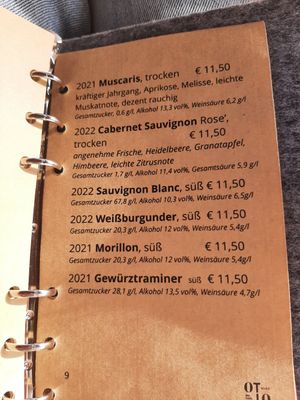 2021 Muscaris, trocken € 11,50
kräftiger Jahrgang, Aprikose, Melisse, leichte
Muskatnote, dezent rauchig
Gesamtzucker, 0,6 g/l, Alkohol 13,3 vol%, Weinsäure 6,2 g/l
2022 Cabernet Sauvignon Rose',
trocken € 11,50
angenehme Frische, Heidelbeere, Granatapfel,
Himbeere, leichte Zitrusnote
Gesamtzucker 1,7 g/l, Alkohol 11,4 vol%, Gesamtsäure 5,9 g/l
2022 Sauvignon Blanc, süß € 11,50
Gesamtzucker 67,8 g/l, Alkohol 10,3 vol%, Weinsäure 6,5g/l
2022 Weißburgunder, süß € 11,50
Gesamtzucker 20,3 g/l, Alkohol 12 vol%, Weinsäure 5,4g/l
2021 Morillon, süß € 11,50
Gesamtzucker 20,3 g/l, Alkohol 12 vol%, Weinsäure 5,4g/l
2021 Gewürztraminer süß € 11,50
Gesamtzucker 28,1 g/l, Alkohol 13,5 vol%, Weinsäure 4,7g/l
9
OT